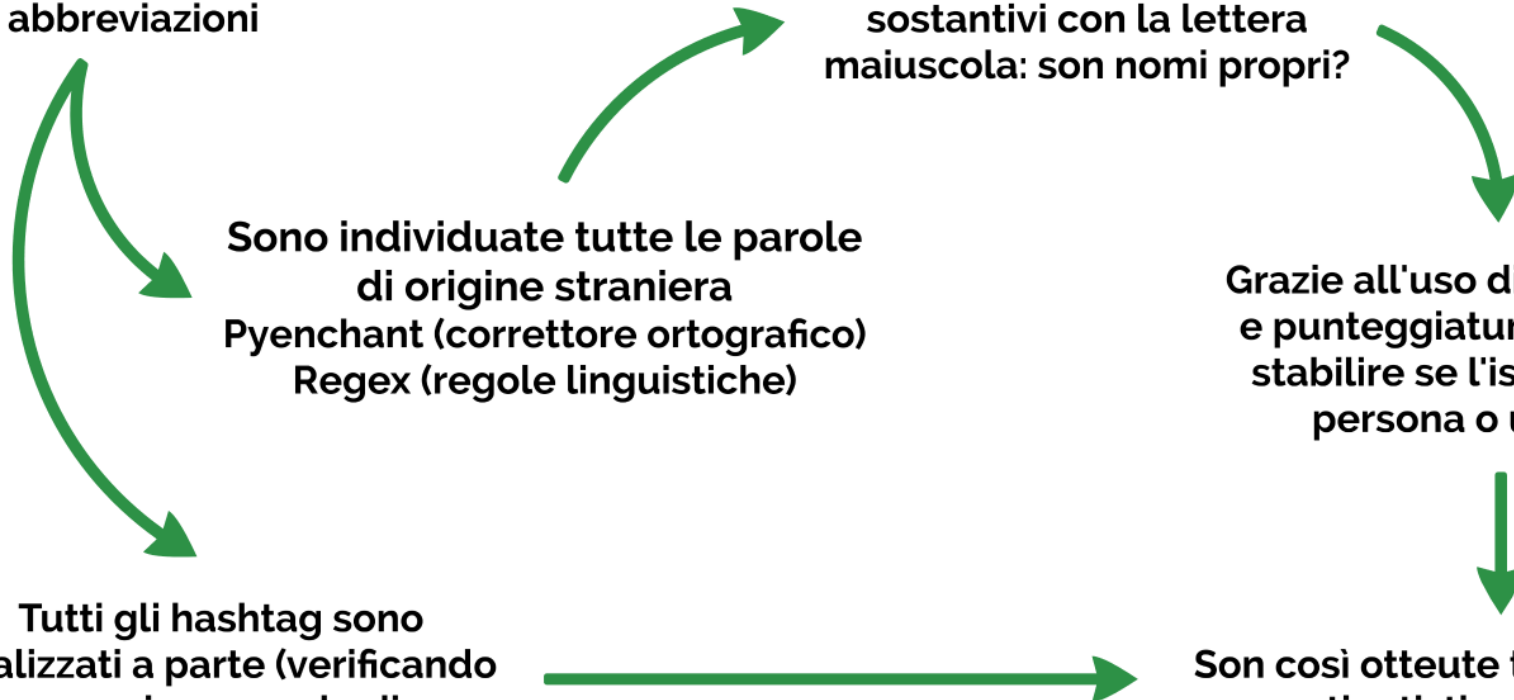 abbreviazioni
sostantivi con la lettera
maiuscola: son nomi propri?
Sono individuate tutte le parole
di origine straniera
Pyenchant (correttore ortografico)
Regex (regole linguistiche)
Grazie all'uso di
e punteggiatur
stabilire se l'is
persona o
Tutti gli hashtag sono
alizzati a parte (verificando
Son così otteute